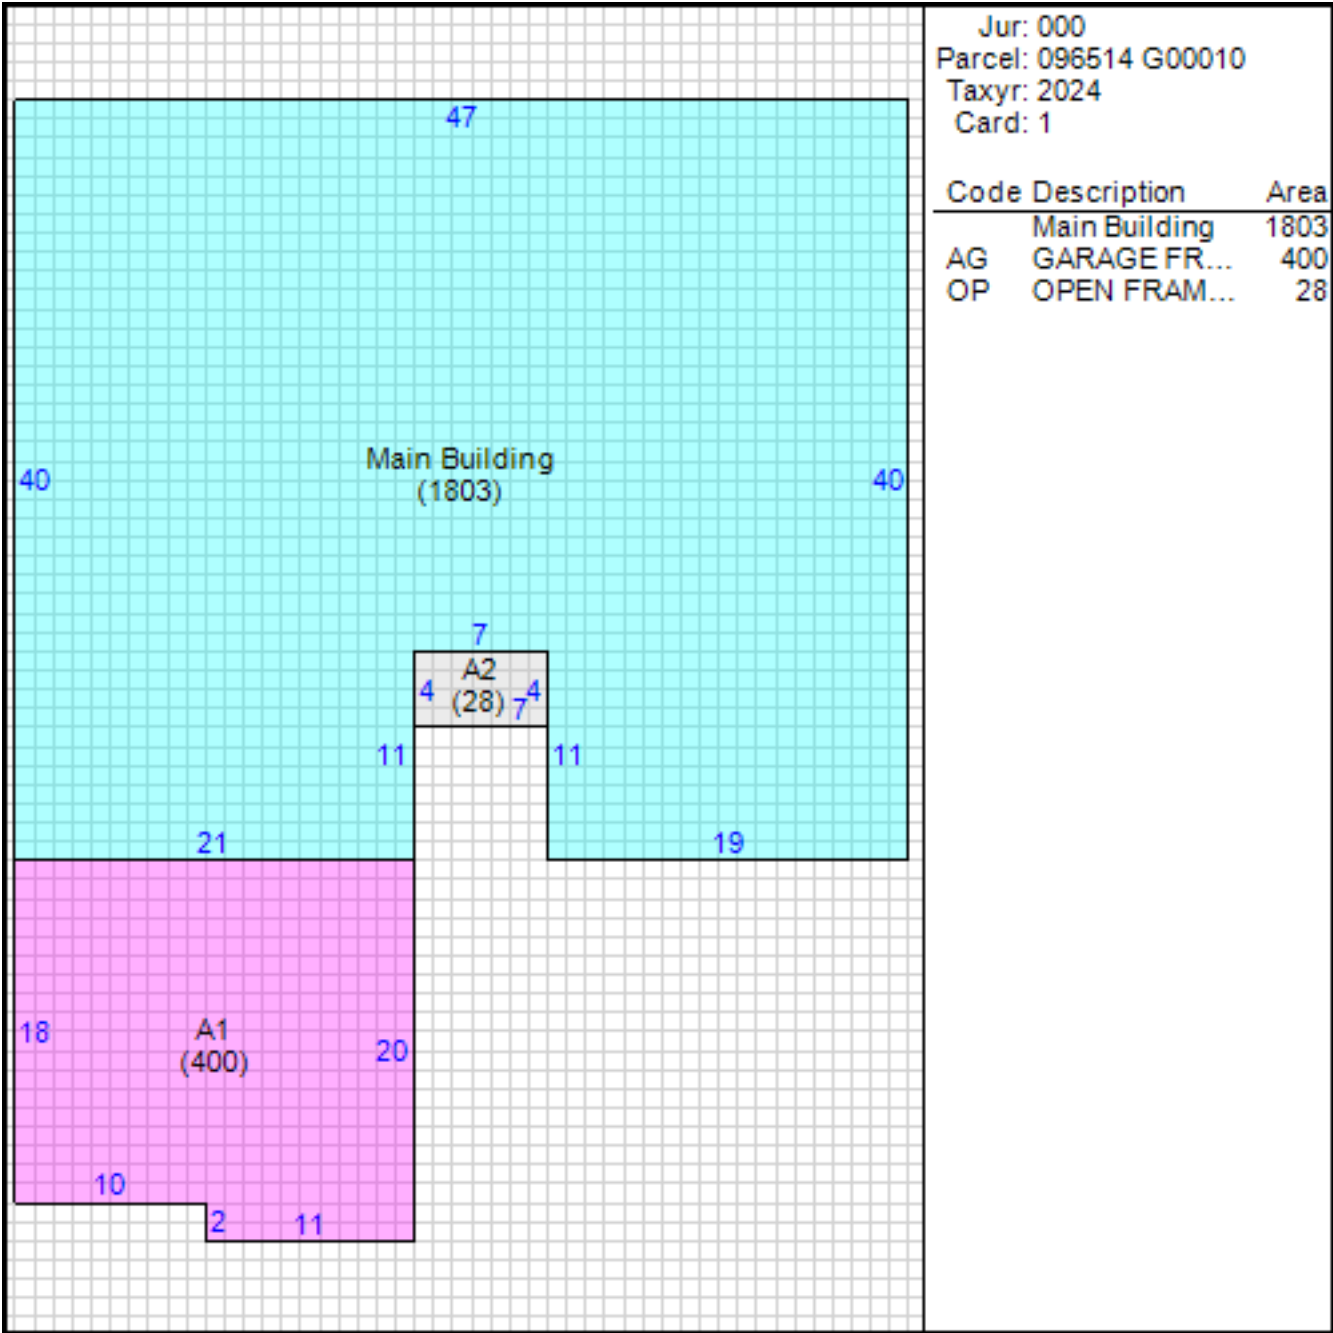 Jur: 000
Parcel: 096514 G00010
Taxyr: 2024
Card: 1
Code Description Area
Main Building 1803
AG GARAGE FR... 400
OP OPEN FRAM... 28
47
40
Main Building
(1803)
40
7
A2
4 (28) 7 4
11
11
21
19
18
A1
(400)
20
10
2
11